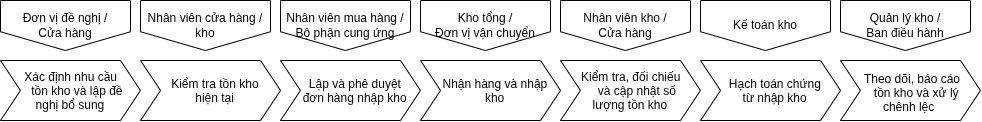 Đơn vị đề nghị /
Cửa hàng
Nhân viên cửa hàng /
kho
Nhân viên mua hàng /
Bộ phận cung ứng
Kho tổng /
Đơn vị vận chuyển
Nhân viên kho /
Cửa hàng
Kế toán kho
Quản lý kho /
Ban điều hành
Xác định nhu cầu
tồn kho và lập đề
nghị bổ sung
Kiểm tra tồn kho
hiện tại
Lập và phê duyệt
đơn hàng nhập kho
Nhận hàng và nhập
kho
Kiểm tra, đối chiếu
và cập nhật số
lượng tồn kho
Hạch toán chứng
từ nhập kho
Theo dõi, báo cáo
tồn kho và xử lý
chênh lệc